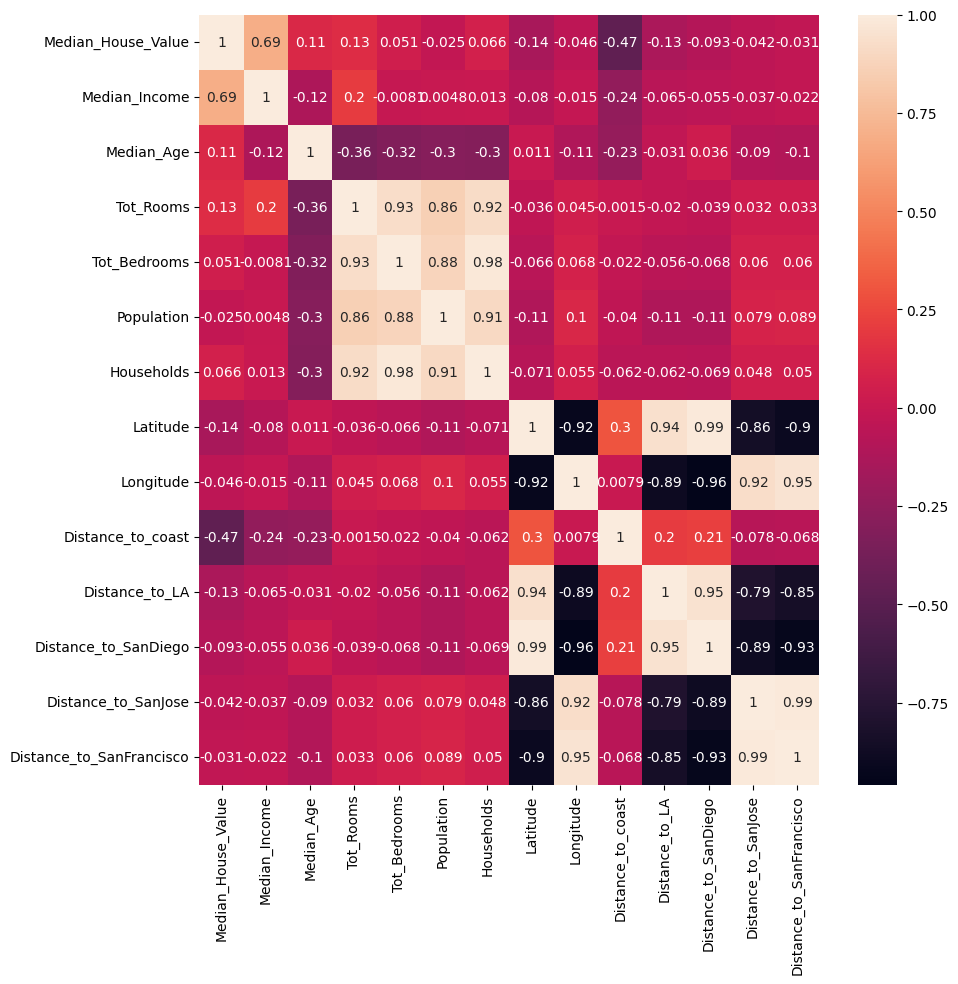 Median_House_Value 1 0.69 0.11 0.13 0.051 -0.025 0.066 -0.14 -0.046 -0.47 -0.13 -0.093 -0.042 -0.031
Median_Income 0.69 1 -0.12 0.2 -0.0081 0.0048 0.013 -0.08 -0.015 -0.24 -0.065 -0.055 -0.037 -0.022
Median_Age 0.11 -0.12 1 -0.36 -0.32 -0.3 -0.3 0.011 -0.11 -0.23 -0.031 0.036 -0.09 -0.1
Tot_Rooms 0.13 0.2 -0.36 1 0.93 0.86 0.92 -0.036 0.045 -0.0015 -0.02 -0.039 0.032 0.033
Tot_Bedrooms 0.051 -0.0081 -0.32 0.93 1 0.88 0.98 -0.066 0.068 -0.022 -0.056 -0.068 0.06 0.06
Population -0.025 0.0048 -0.3 0.86 0.88 1 0.91 -0.11 0.1 -0.04 -0.11 -0.11 0.079 0.089
Households 0.066 0.013 -0.3 0.92 0.98 0.91 1 -0.071 0.055 -0.062 -0.062 -0.069 0.048 0.05
Latitude -0.14 -0.08 0.011 -0.036 -0.066 -0.11 -0.071 1 -0.92 0.3 0.94 0.99 -0.86 -0.9
Longitude -0.046 -0.015 -0.11 0.045 0.068 0.1 0.055 -0.92 1 0.0079 -0.89 -0.96 0.92 0.95
Distance_to_coast -0.47 -0.24 -0.23 -0.0015 -0.022 -0.04 -0.062 0.3 0.0079 1 0.2 0.21 -0.078 -0.068
Distance_to_LA -0.13 -0.065 -0.031 -0.02 -0.056 -0.11 -0.062 0.94 -0.89 0.2 1 0.95 -0.79 -0.85
Distance_to_SanDiego -0.093 -0.055 0.036 -0.039 -0.068 -0.11 -0.069 0.99 -0.96 0.21 0.95 1 -0.89 -0.93
Distance_to_SanJose -0.042 -0.037 -0.09 0.032 0.06 0.079 0.048 -0.86 0.92 -0.078 -0.79 -0.89 1 0.99
Distance_to_SanFrancisco -0.031 -0.022 -0.1 0.033 0.06 0.089 0.05 -0.9 0.95 -0.068 -0.85 -0.93 0.99 1
Median_House_Value
Median_Income
Median_Age
Tot_Rooms
Tot_Bedrooms
Population
Households
Latitude
Longitude
Distance_to_coast
Distance_to_LA
Distance_to_SanDiego
Distance_to_SanJose
Distance_to_SanFrancisco
1.00
0.75
0.50
0.25
0.00
−0.25
−0.50
−0.75